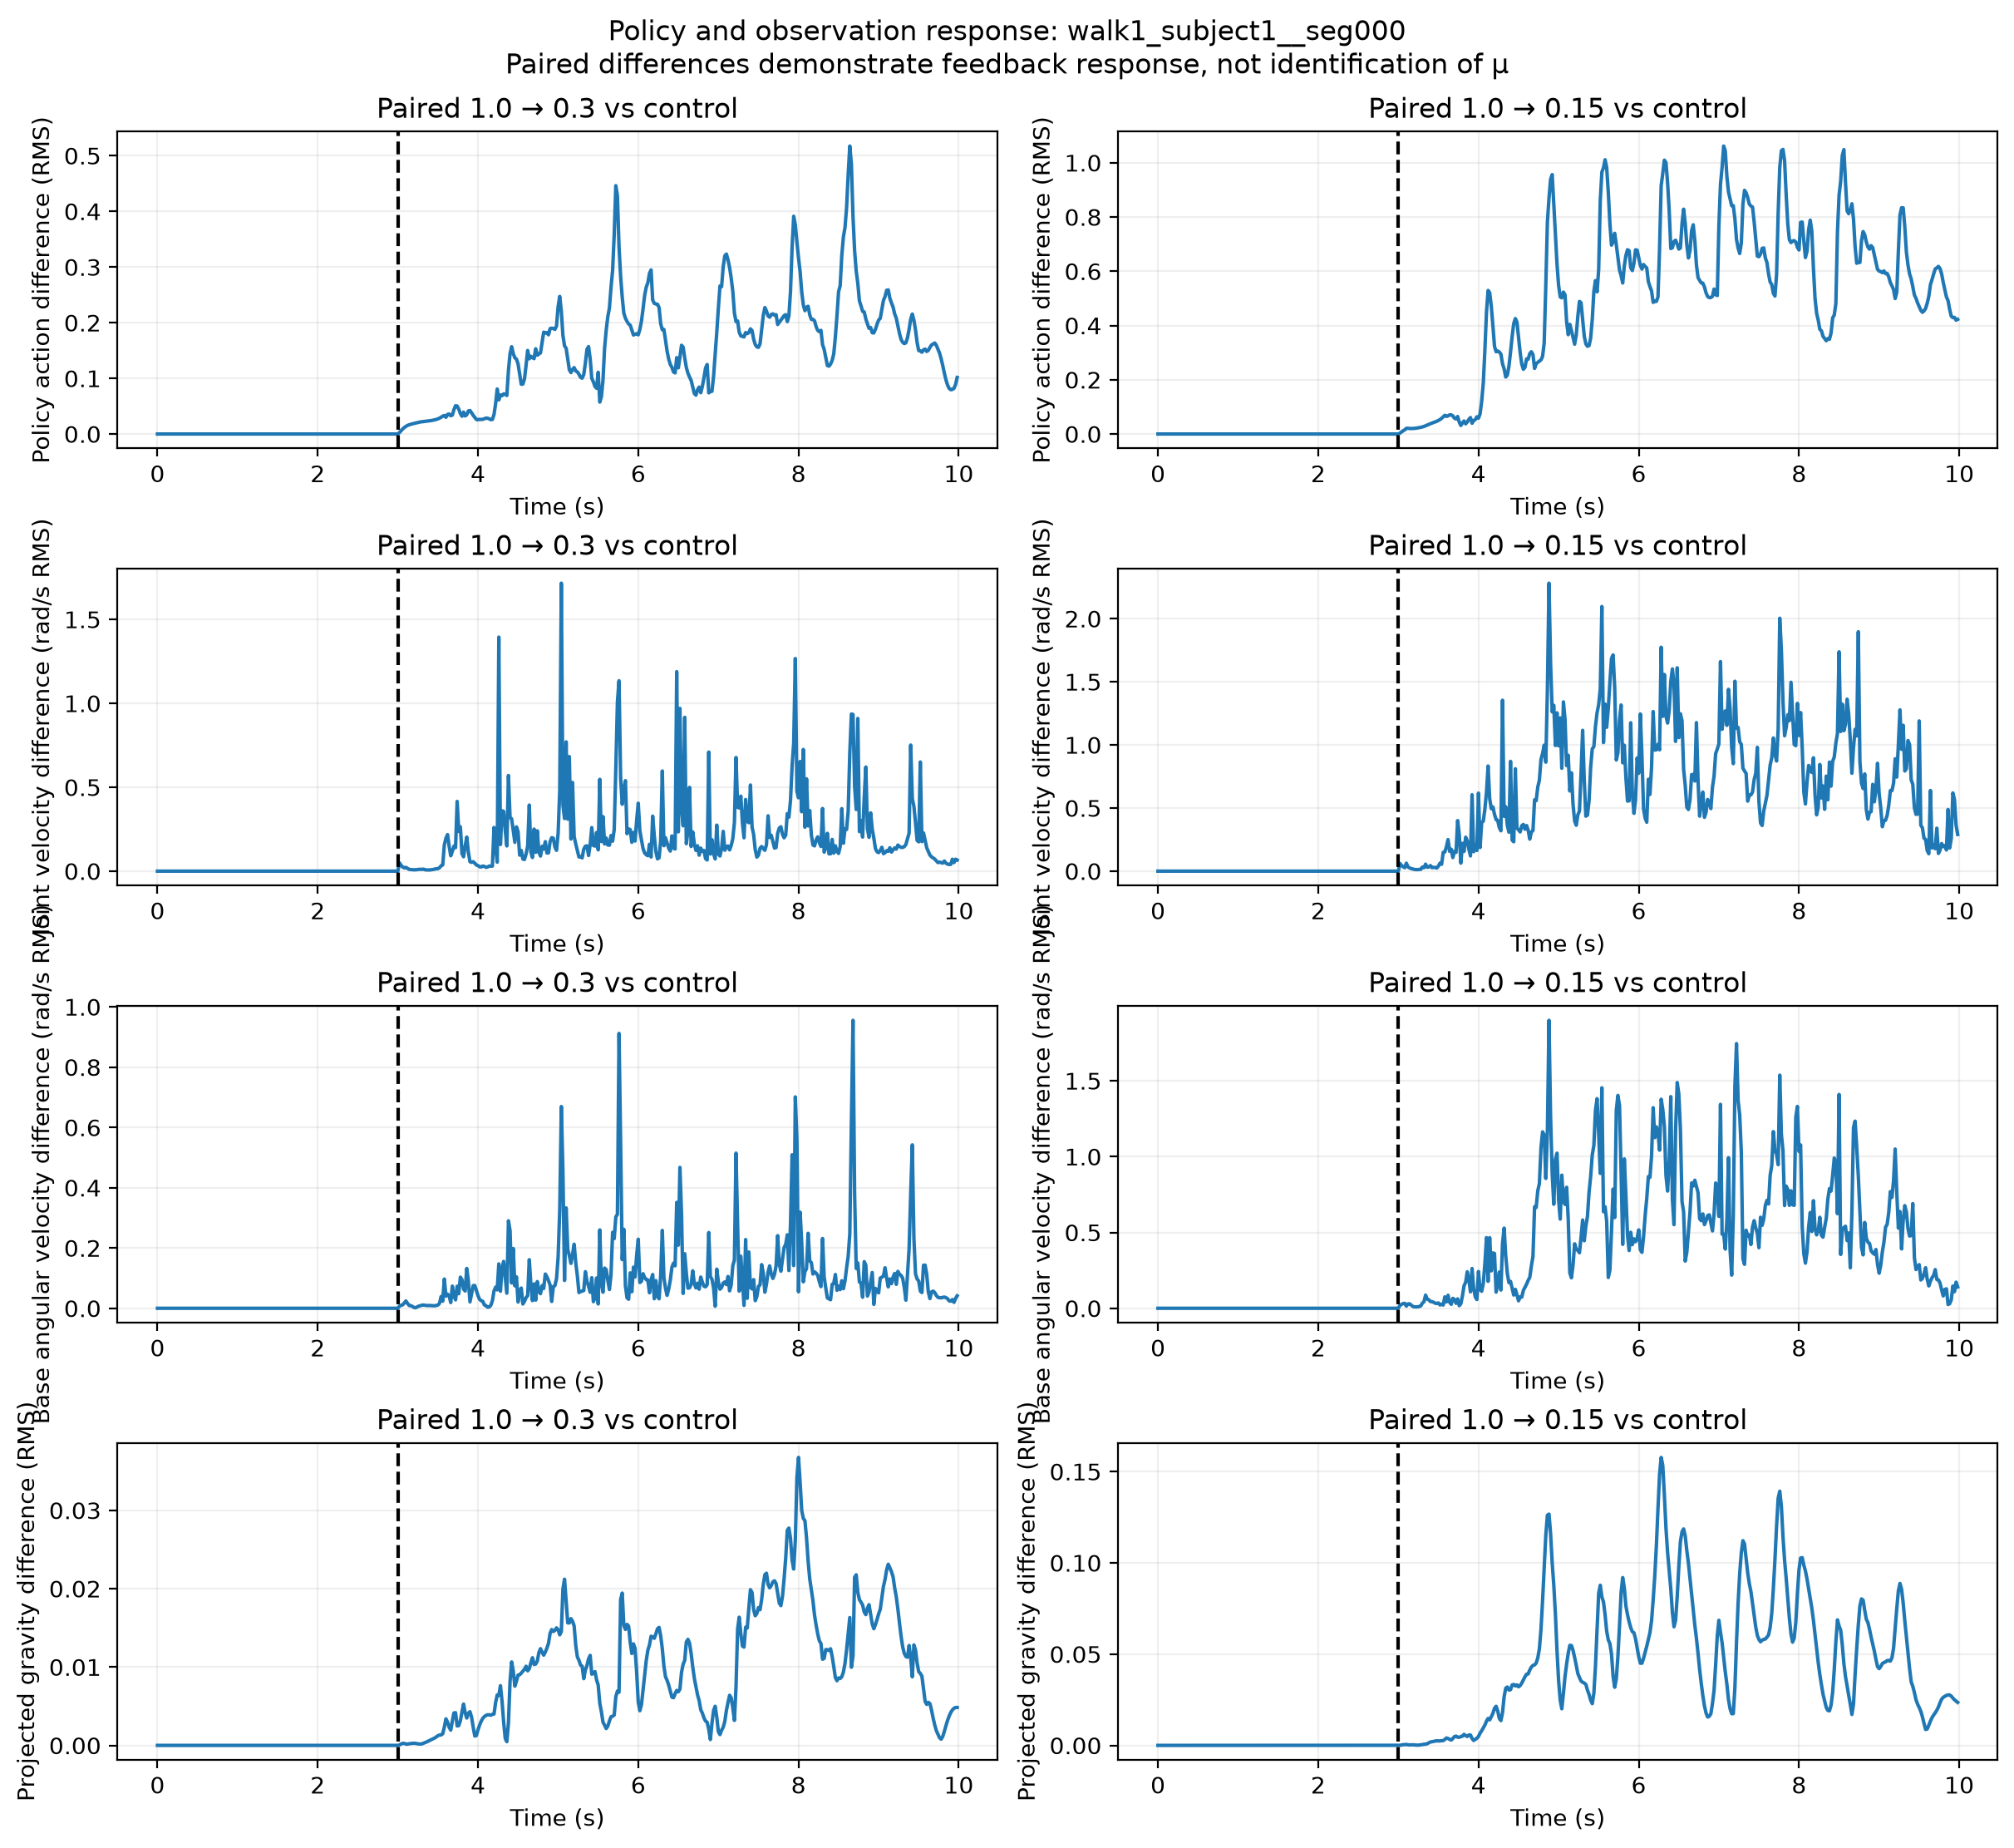 Policy and observation response: walk1_subject1__seg000
Paired differences demonstrate feedback response, not identification of μ
Paired 1.0 → 0.3 vs control
Policy action difference (RMS)
0.5
0.4
0.3
0.2
0.1
0.0
0 2 4 6 8 10
Time (s)
Paired 1.0 → 0.15 vs control
Policy action difference (RMS)
1.0
0.8
0.6
0.4
0.2
0.0
0 2 4 6 8 10
Time (s)
Paired 1.0 → 0.3 vs control
Joint velocity difference (rad/s RMS)
1.5
1.0
0.5
0.0
0 2 4 6 8 10
Time (s)
Paired 1.0 → 0.15 vs control
Joint velocity difference (rad/s RMS)
2.0
1.5
1.0
0.5
0.0
0 2 4 6 8 10
Time (s)
Paired 1.0 → 0.3 vs control
Base angular velocity difference (rad/s RMS)
1.0
0.8
0.6
0.4
0.2
0.0
0 2 4 6 8 10
Time (s)
Paired 1.0 → 0.15 vs control
Base angular velocity difference (rad/s RMS)
1.5
1.0
0.5
0.0
0 2 4 6 8 10
Time (s)
Paired 1.0 → 0.3 vs control
Projected gravity difference (RMS)
0.03
0.02
0.01
0.00
0 2 4 6 8 10
Time (s)
Paired 1.0 → 0.15 vs control
Projected gravity difference (RMS)
0.15
0.10
0.05
0.00
0 2 4 6 8 10
Time (s)